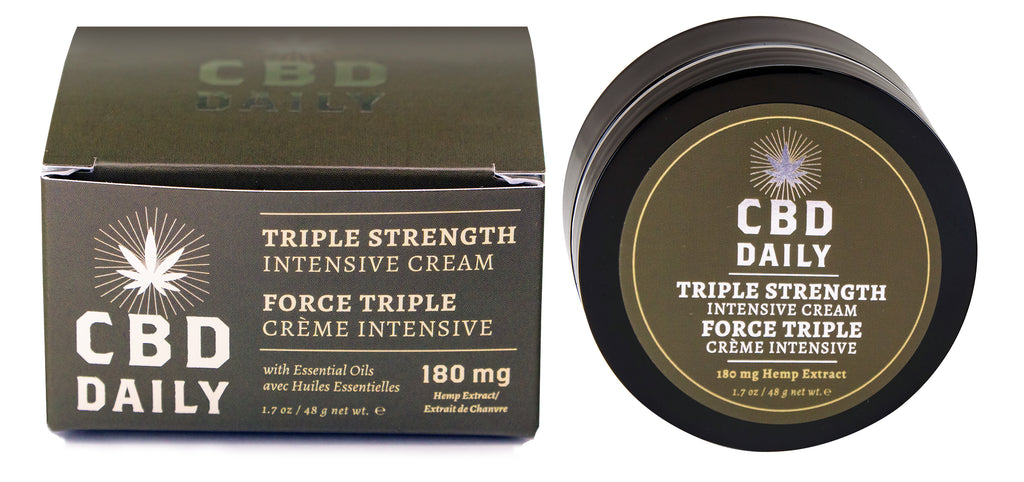 CBD
DAILY
CBD
DAILY
TRIPLE STRENGTH
INTENSIVE CREAM
FORCE TRIPLE
CRÈME INTENSIVE
with Essential Oils
avec Huiles Essentielles
1.7 oz / 48 g net wt. ℮
180 mg
Hemp Extract/
Extrait de Chanvre
CBD
DAILY
TRIPLE STRENGTH
INTENSIVE CREAM
FORCE TRIPLE
CRÈME INTENSIVE
180 mg Hemp Extract
1.7 oz / 48 g net wt. ℮